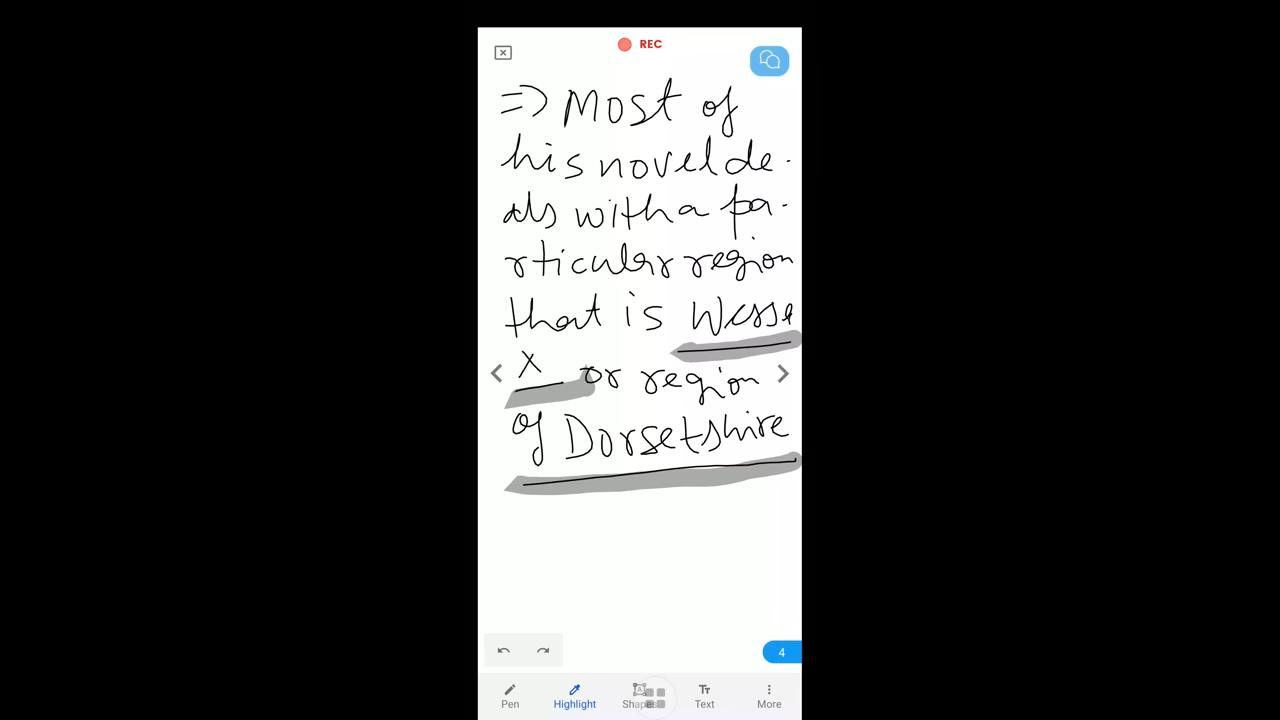 REC
⇒ Most of
his novel de-
als with a pa-
rticular region
that is Wesse
x or region
of Dorsetshire
4
Pen Highlight Shapes Text More